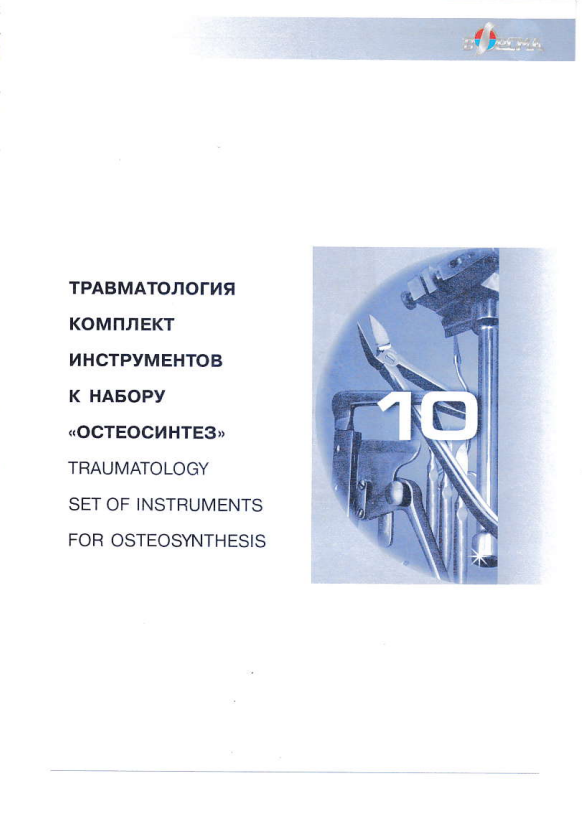 ТРАВМАТОЛОГИЯ
КОМПЛЕКТ
ИНСТРУМЕНТОВ
К НАБОРУ
«ОСТЕОСИНТЕЗ»
TRAUMATOLOGY
SET OF INSTRUMENTS
FOR OSTEOSYNTHESIS
10